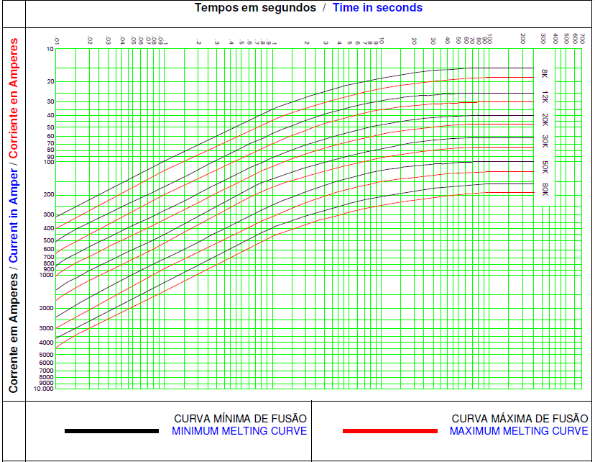 Tempos em segundos / Time in seconds
.01 .02 .03 .04 .05 .06 .07 .08 .09 .1 .2 .3 .4 .5 .6 .7 .8 .9 1 2 3 4 5 6 7 8 9 10 20 30 40 50 60 70 80 90 100 200 300 400 500 600 700
Corrente em Amperes / Current in Amper / Corriente en Amperes
10
20
30
40
50
60
70
80
90
100
200
300
400
500
600
700
800
900
1000
2000
3000
4000
5000
6000
7000
8000
9000
10.000
8K
12K
20K
30K
50K
80K
CURVA MÍNIMA DE FUSÃO
MINIMUM MELTING CURVE
CURVA MÁXIMA DE FUSÃO
MAXIMUM MELTING CURVE